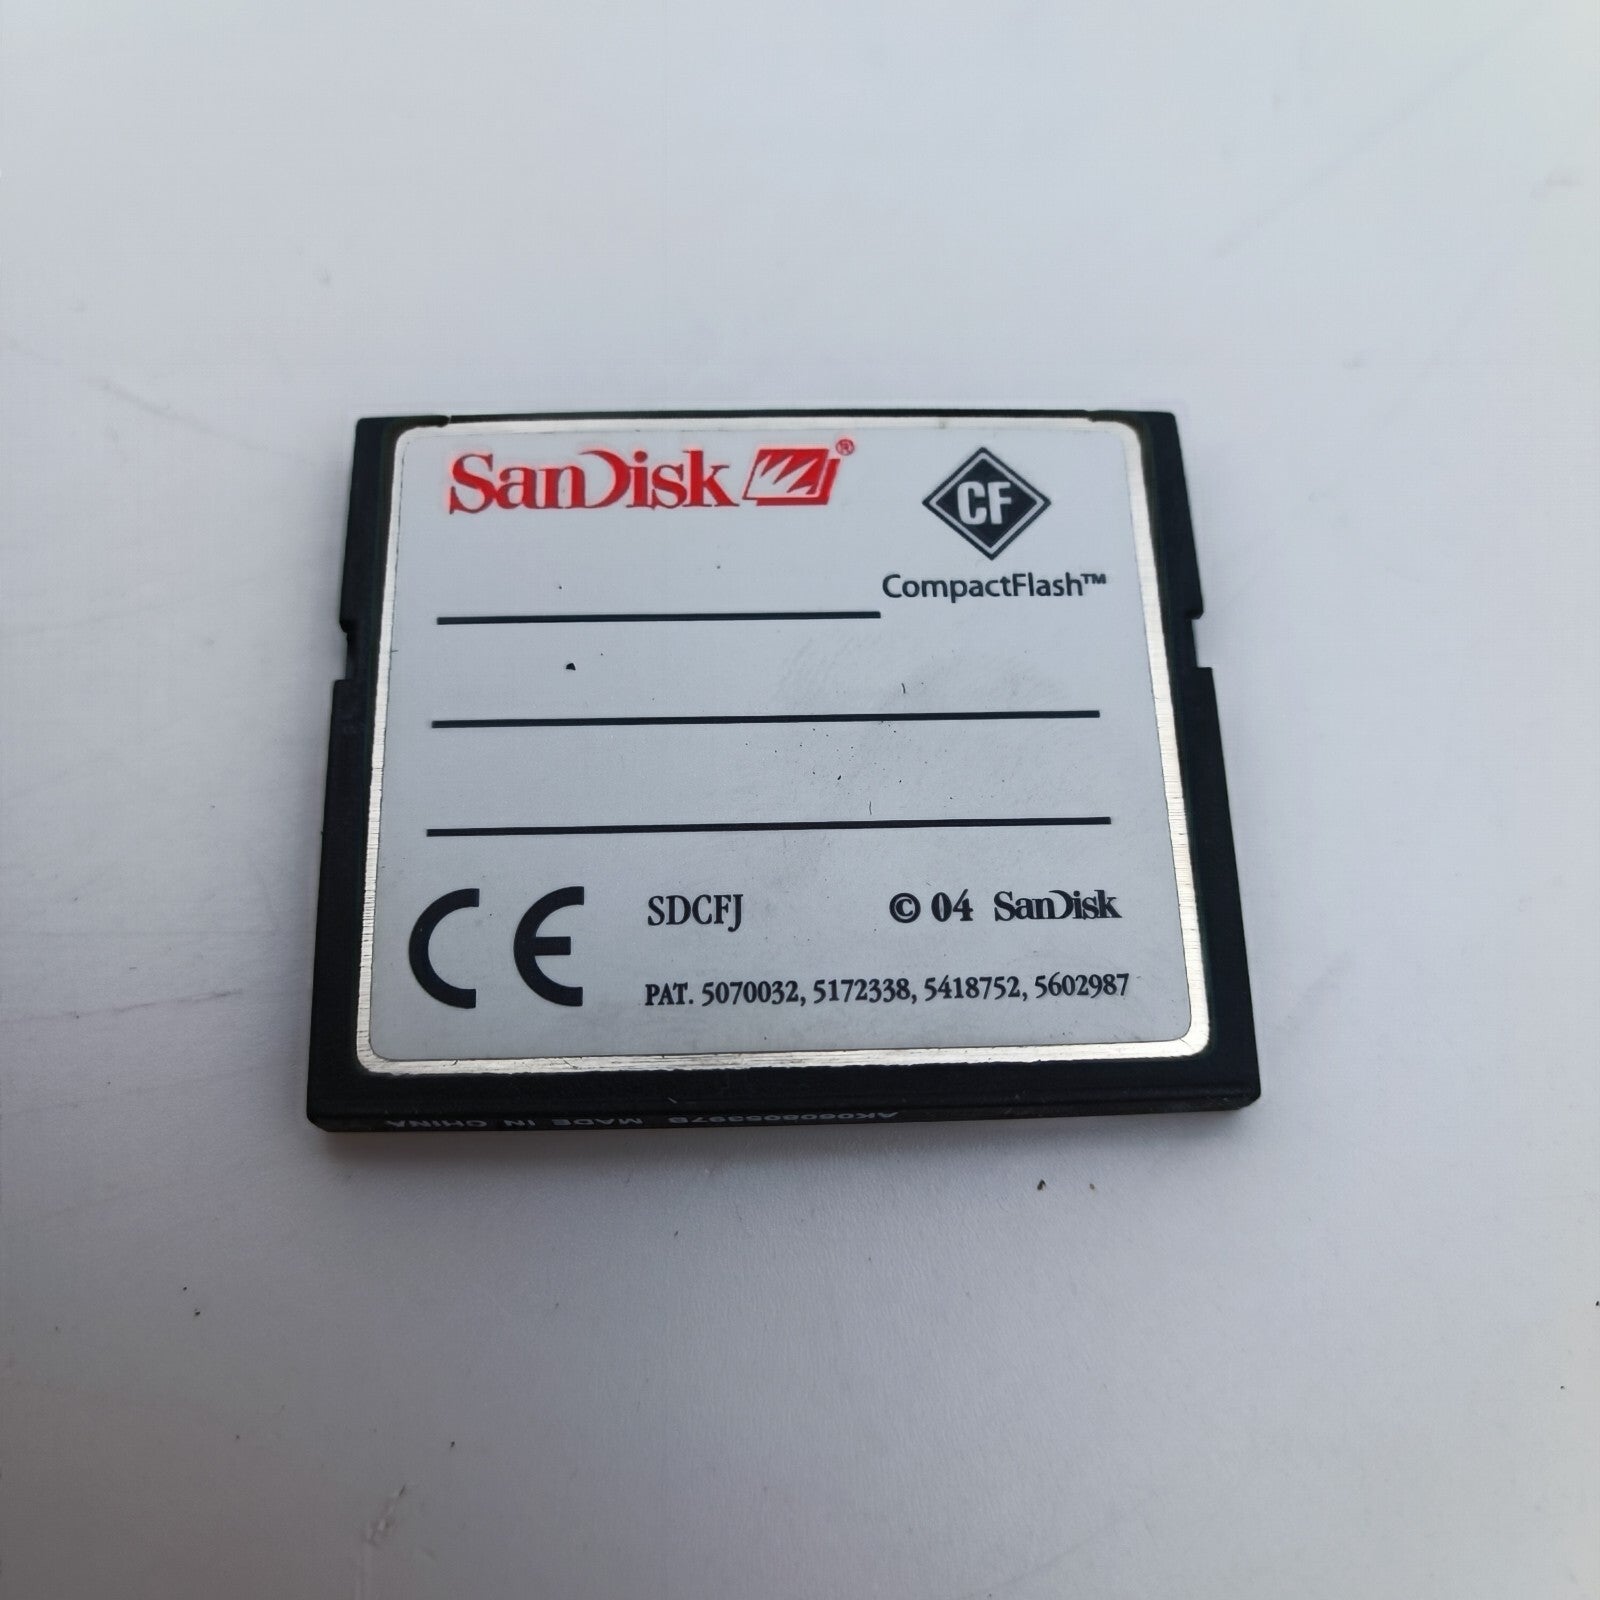 SanDisk ®
CF
CompactFlash™
CE
SDCFJ © 04 SanDisk
PAT. 5070032, 5172338, 5418752, 5602987
MADE IN CHINA